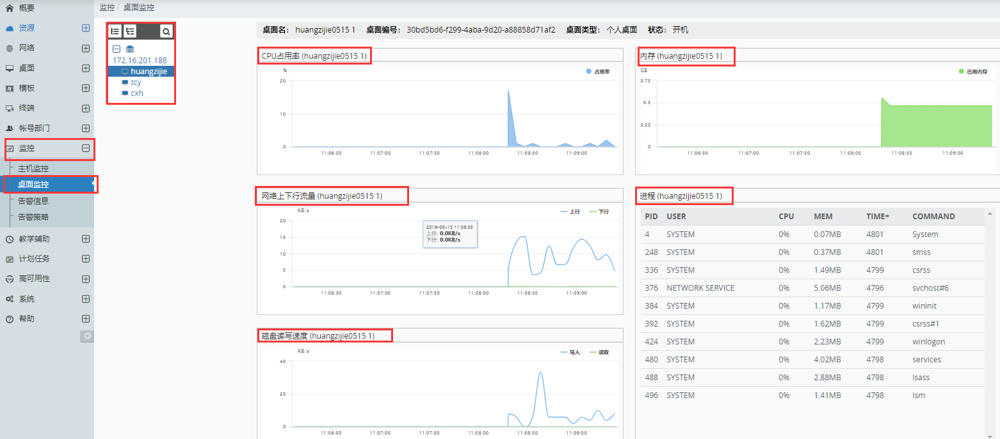 概要
资源
网络
桌面
模板
终端
帐号部门
监控
主机监控
桌面监控
告警信息
告警策略
教学辅助
计划任务
高可用性
系统
帮助
监控 / 桌面监控
172.16.201.188
huangzijie
tcy
cxh
桌面名: huangzijie0515 1 桌面编号: 30bd5bd6-f299-4aba-9d20-a88858d71af2 桌面类型: 个人桌面 状态: 开机
CPU占用率 (huangzijie0515 1)
%
占用率
20
10
0
11:06:30 11:07:00 11:07:30 11:08:00 11:08:30 11:09:00
内存 (huangzijie0515 1)
GB
已用内存
0.75
0.5
0.25
0
11:06:30 11:07:00 11:07:30 11:08:00 11:08:30 11:09:00
网络上下行流量 (huangzijie0515 1)
KB/s
上行 下行
20
15
10
5
0
2019-05-15 11:08:08
上行: 0.0KB/s
下行: 0.0KB/s
11:06:30 11:07:00 11:07:30 11:08:00 11:08:30 11:09:00
进程 (huangzijie0515 1)
PID USER CPU MEM TIME+ COMMAND
4 SYSTEM 0% 0.07MB 4801 System
248 SYSTEM 0% 0.37MB 4801 smss
336 SYSTEM 0% 1.49MB 4799 csrss
376 NETWORK SERVICE 0% 5.06MB 4796 svchost#6
384 SYSTEM 0% 1.17MB 4799 wininit
392 SYSTEM 0% 1.62MB 4799 csrss#1
424 SYSTEM 0% 2.23MB 4799 winlogon
480 SYSTEM 0% 4.02MB 4798 services
488 SYSTEM 0% 2.88MB 4798 lsass
496 SYSTEM 0% 1.41MB 4798 lsm
磁盘读写速度 (huangzijie0515 1)
KB/s
写入 读取
40
20
0
11:06:30 11:07:00 11:07:30 11:08:00 11:08:30 11:09:00